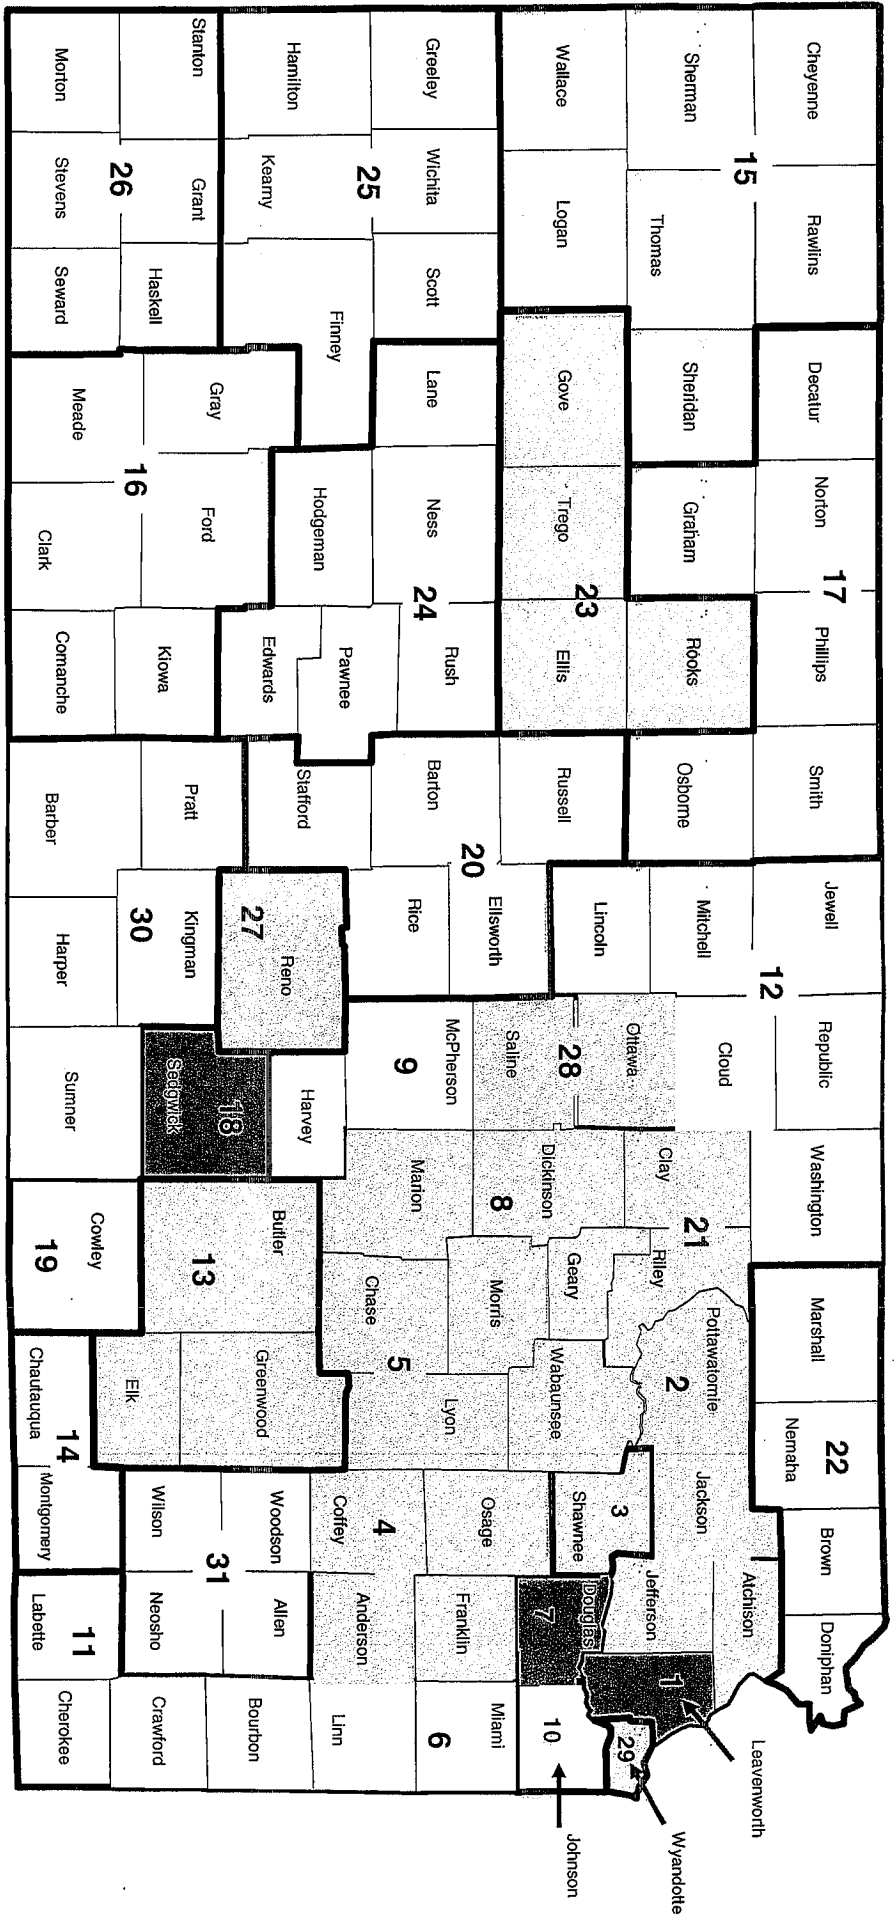 Cheyenne
Rawlins
Decatur
Norton
Phillips
Smith
Jewell
Republic
Washington
Marshall
Nemaha
Brown
Doniphan
17
22
15
12
Sherman
Thomas
Sheridan
Graham
Rooks
Osborne
Mitchell
Cloud
Clay
Riley
Pottawatomie
Jackson
Atchison
Jefferson
Leavenworth
Wyandotte
Johnson
21
2
3
1
29
Wallace
Logan
Gove
Trego
Ellis
Russell
Lincoln
Ottawa
Saline
Dickinson
Geary
Wabaunsee
Shawnee
Douglas
23
28
8
7
10
Greeley
Wichita
Scott
Lane
Ness
Rush
Barton
Rice
Ellsworth
McPherson
Marion
Morris
Chase
Lyon
Osage
Franklin
Miami
24
20
9
5
4
6
Hamilton
Kearny
Finney
Hodgeman
Pawnee
Edwards
Stafford
Reno
Harvey
Butler
Greenwood
Coffey
Anderson
Linn
25
27
13
Stanton
Grant
Haskell
Gray
Ford
Kiowa
Pratt
Kingman
Sedgwick
Elk
Woodson
Allen
Bourbon
26
16
30
18
31
Morton
Stevens
Seward
Meade
Clark
Comanche
Barber
Harper
Sumner
Cowley
Chautauqua
Montgomery
Wilson
Neosho
Crawford
Labette
Cherokee
19
14
11